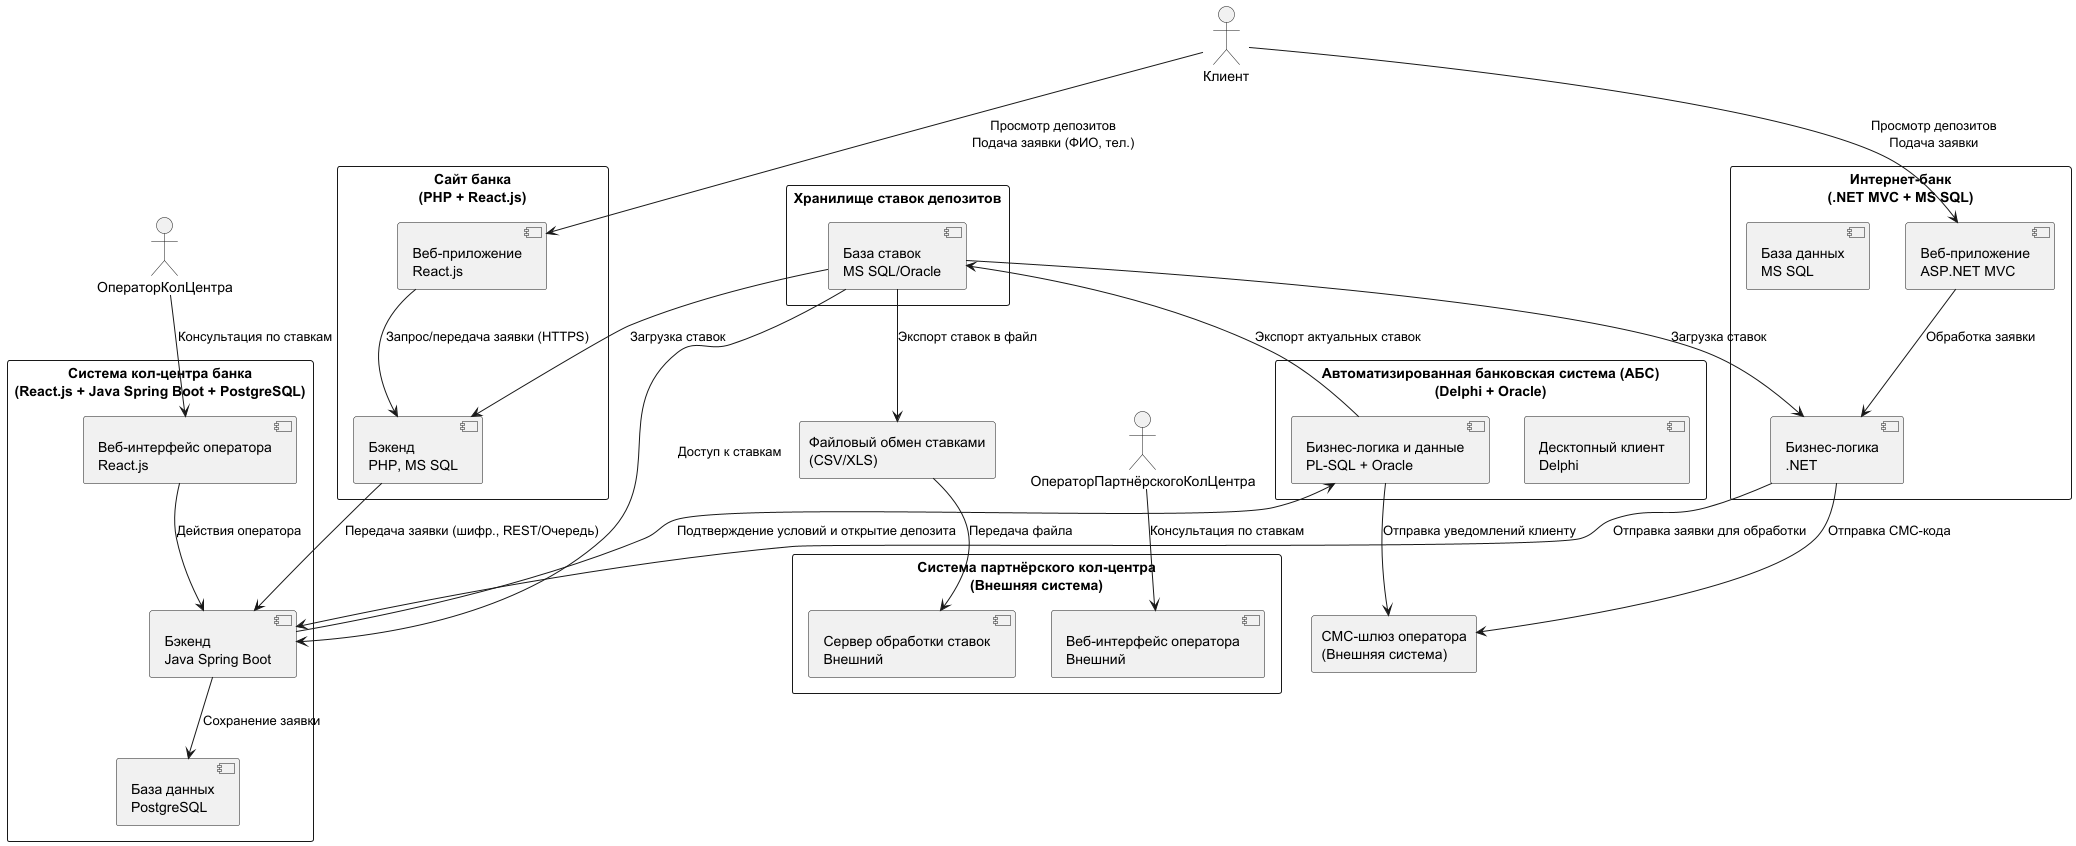 Клиент
Просмотр депозитов
Подача заявки (ФИО, тел.)
Просмотр депозитов
Подача заявки
Сайт банка
(PHP + React.js)
Веб-приложение
React.js
Хранилище ставок депозитов
База ставок
MS SQL/Oracle
Интернет-банк
(.NET MVC + MS SQL)
База данных
MS SQL
Веб-приложение
ASP.NET MVC
ОператорКолЦентра
Консультация по ставкам
Запрос/передача заявки (HTTPS)
Загрузка ставок
Экспорт ставок в файл
Экспорт актуальных ставок
Загрузка ставок
Обработка заявки
Система кол-центра банка
(React.js + Java Spring Boot + PostgreSQL)
Веб-интерфейс оператора
React.js
Бэкенд
PHP, MS SQL
Доступ к ставкам
Файловый обмен ставками
(CSV/XLS)
ОператорПартнёрскогоКолЦентра
Автоматизированная банковская система (АБС)
(Delphi + Oracle)
Бизнес-логика и данные
PL-SQL + Oracle
Десктопный клиент
Delphi
Бизнес-логика
.NET
Действия оператора
Передача заявки (шифр., REST/Очередь)
Подтверждение условий и открытие депозита
Передача файла
Консультация по ставкам
Отправка уведомлений клиенту
Отправка заявки для обработки
Отправка СМС-кода
Бэкенд
Java Spring Boot
Система партнёрского кол-центра
(Внешняя система)
Сервер обработки ставок
Внешний
Веб-интерфейс оператора
Внешний
СМС-шлюз оператора
(Внешняя система)
Сохранение заявки
База данных
PostgreSQL